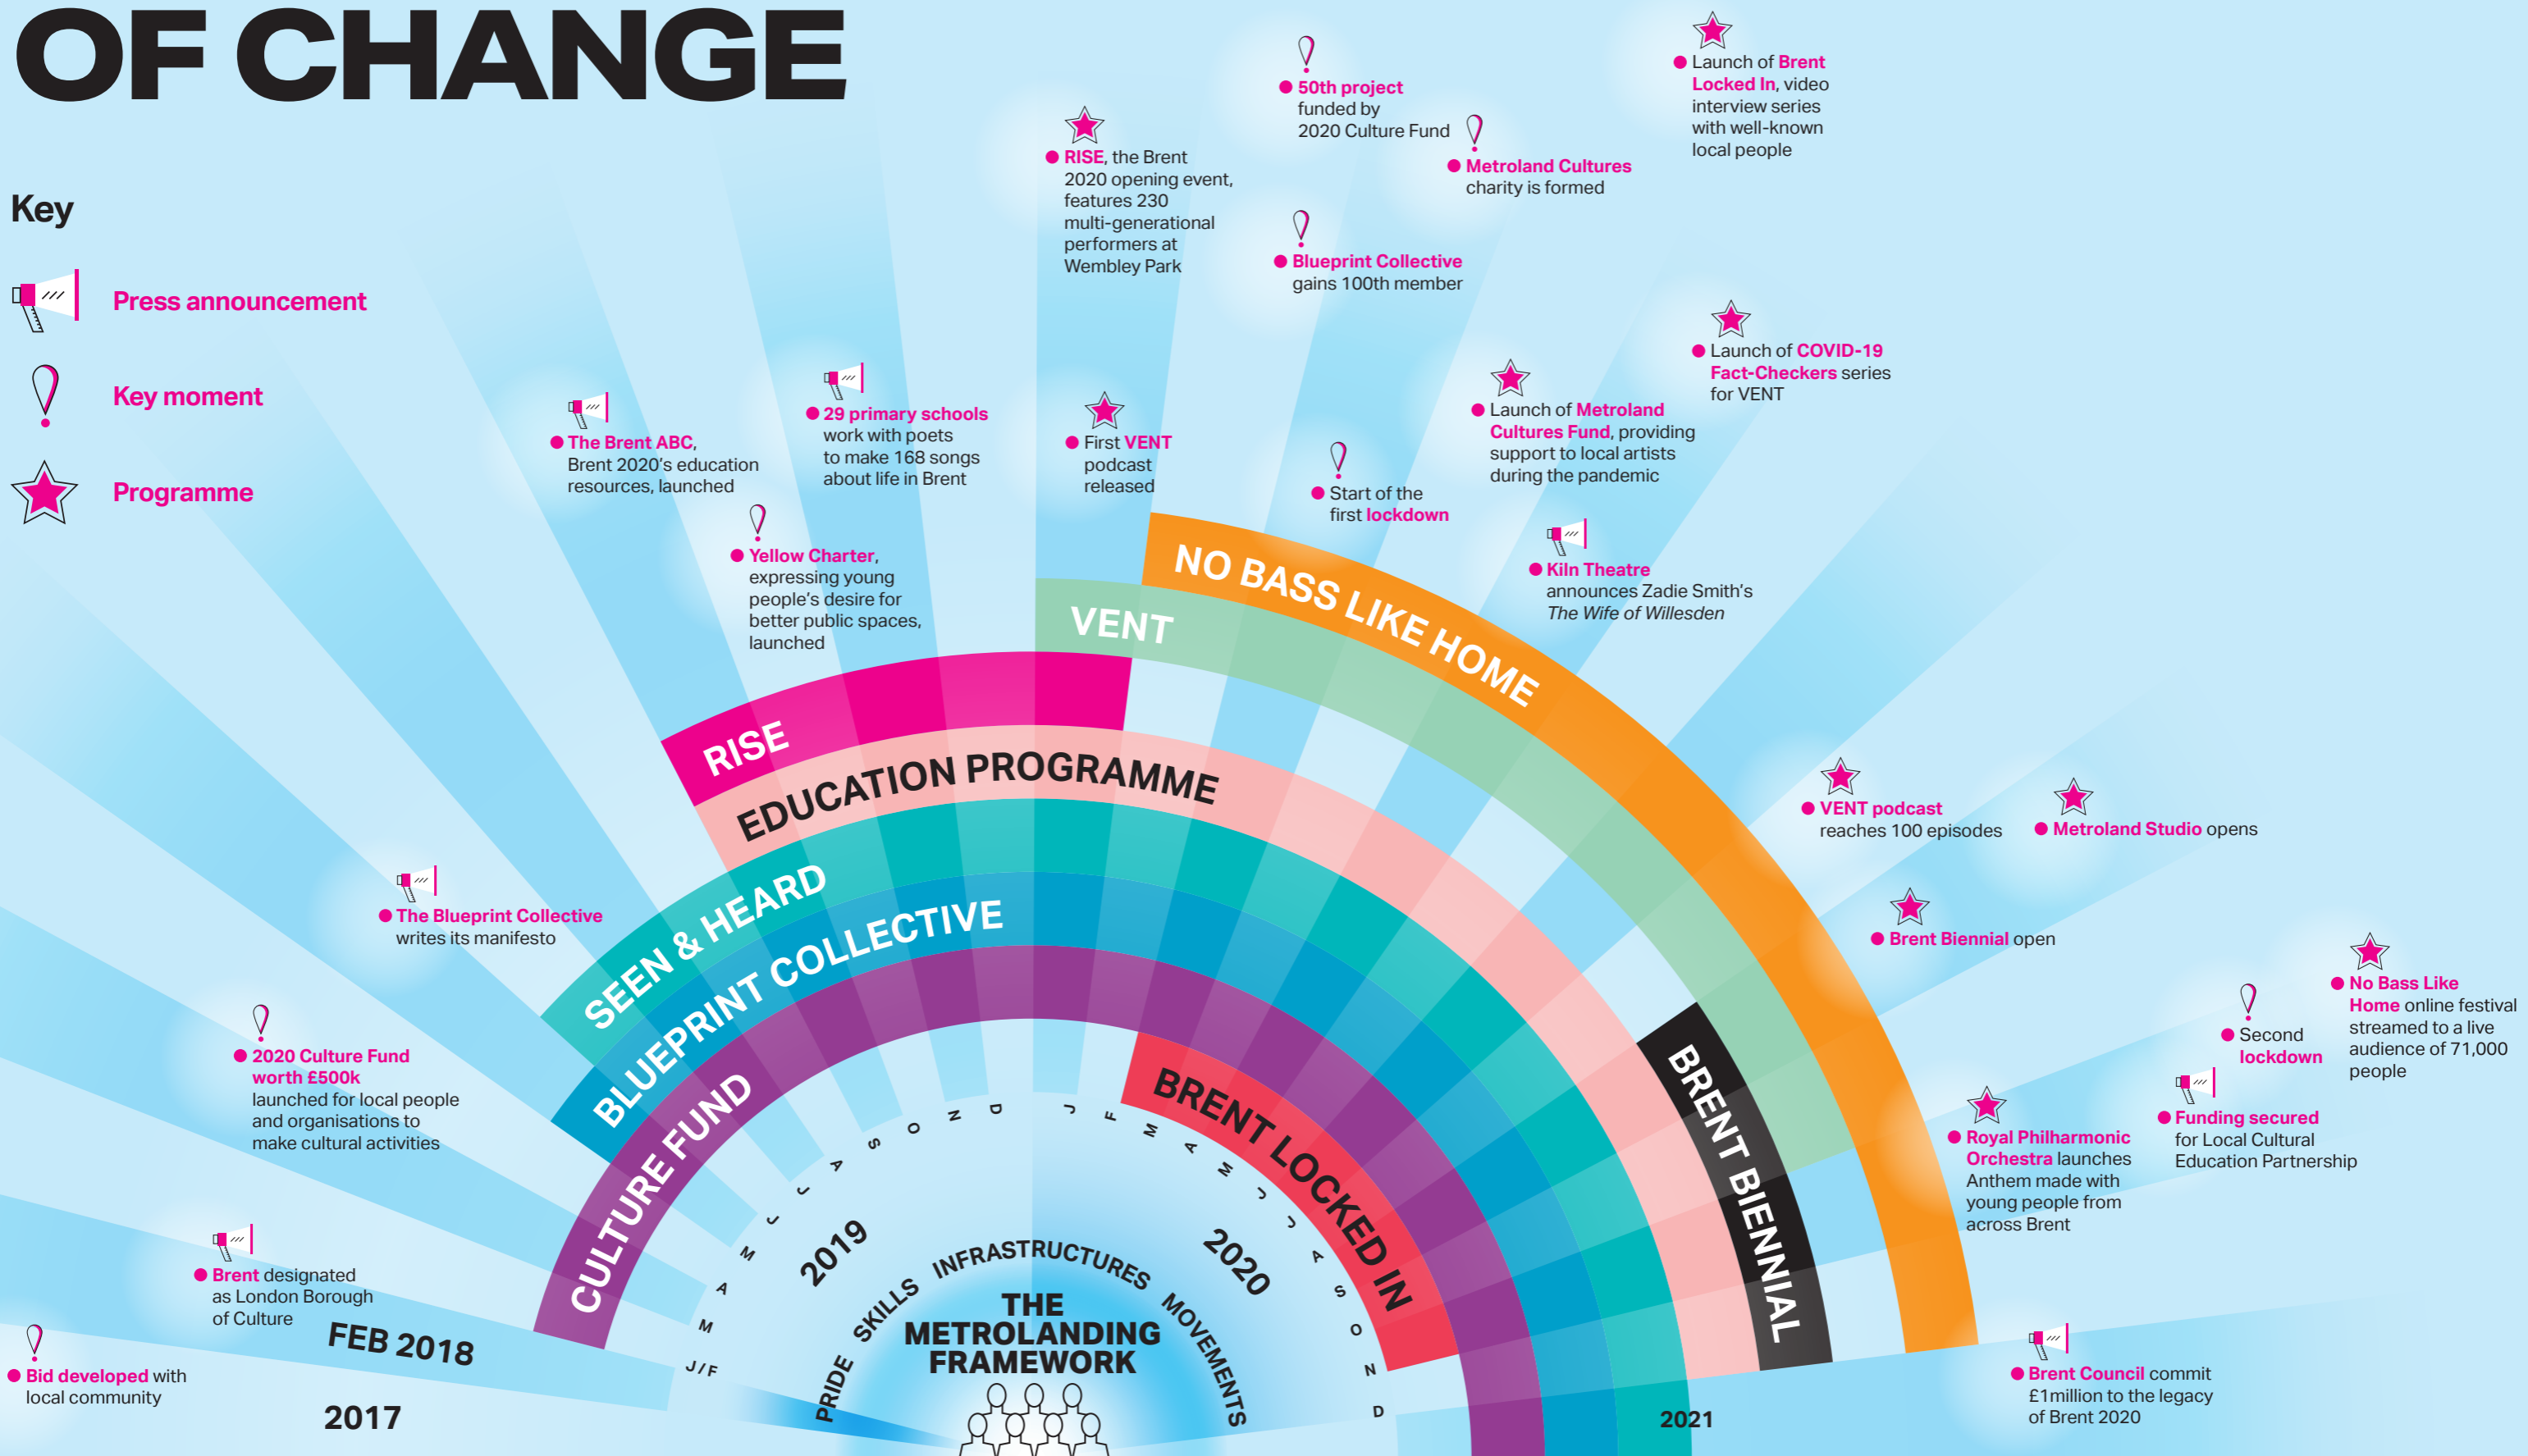 OF CHANGE
Key
Press announcement
Key moment
Programme
Bid developed with
local community
2017
Brent designated
as London Borough
of Culture
FEB 2018
2020 Culture Fund
worth £500k
launched for local people
and organisations to
make cultural activities
The Blueprint Collective
writes its manifesto
The Brent ABC,
Brent 2020's education
resources, launched
Yellow Charter,
expressing young
people's desire for
better public spaces,
launched
29 primary schools
work with poets
to make 168 songs
about life in Brent
RISE, the Brent
2020 opening event,
features 230
multi-generational
performers at
Wembley Park
First VENT
podcast
released
50th project
funded by
2020 Culture Fund
Blueprint Collective
gains 100th member
Metroland Cultures
charity is formed
Start of the
first lockdown
Launch of Brent
Locked In, video
interview series
with well-known
local people
Launch of COVID-19
Fact-Checkers series
for VENT
Launch of Metroland
Cultures Fund, providing
support to local artists
during the pandemic
Kiln Theatre
announces Zadie Smith's
The Wife of Willesden
VENT podcast
reaches 100 episodes
Metroland Studio opens
Brent Biennial open
Royal Philharmonic
Orchestra launches
Anthem made with
young people from
across Brent
Second
lockdown
Funding secured
for Local Cultural
Education Partnership
No Bass Like
Home online festival
streamed to a live
audience of 71,000
people
Brent Council commit
£1million to the legacy
of Brent 2020
NO BASS LIKE HOME
VENT
RISE
EDUCATION PROGRAMME
SEEN & HEARD
BLUEPRINT COLLECTIVE
CULTURE FUND
BRENT LOCKED IN
BRENT BIENNIAL
J/F
M
A
M
J
J
A
S
O
N
D
J
F
M
A
M
J
J
A
S
O
N
D
2019
2020
2021
PRIDE
SKILLS
INFRASTRUCTURES
MOVEMENTS
THE
METROLANDING
FRAMEWORK